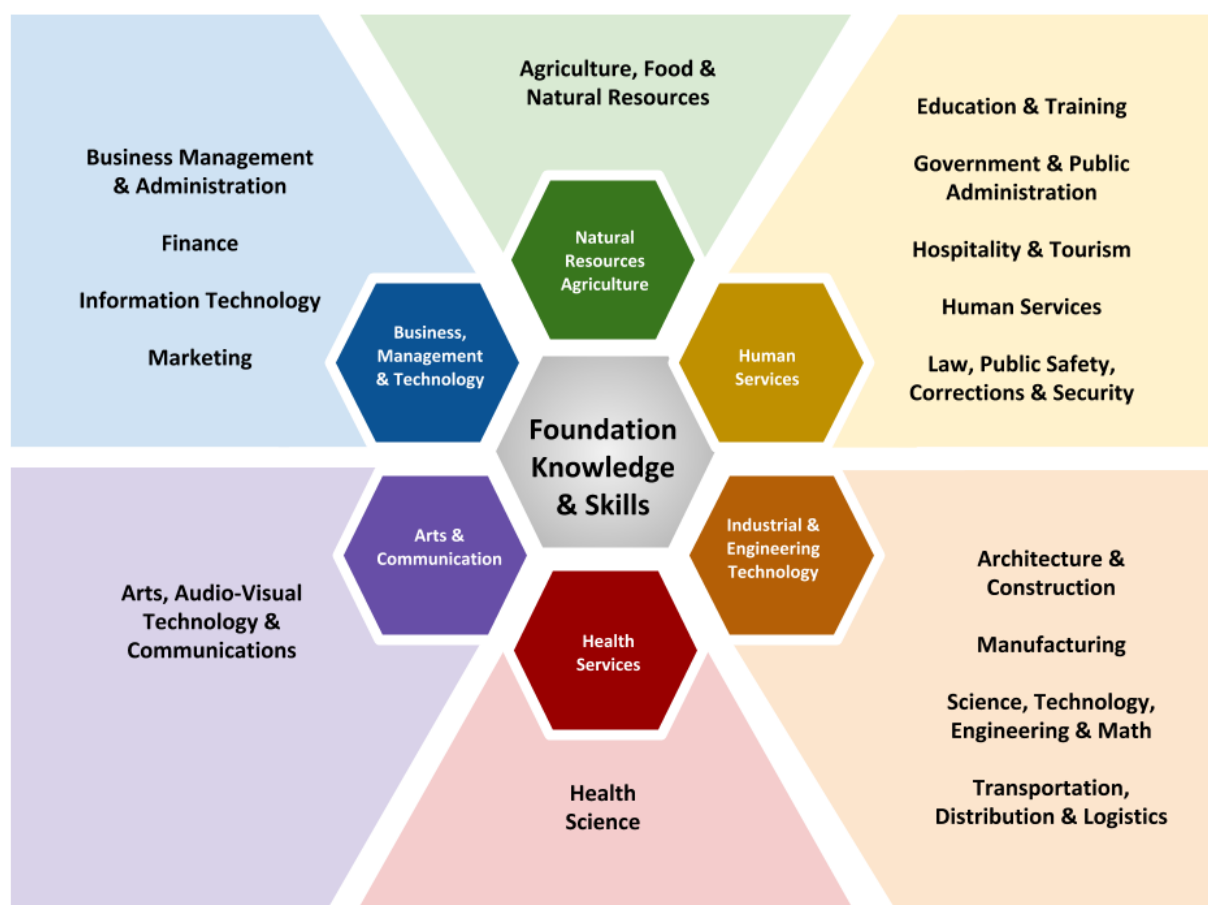 Agriculture, Food &
Natural Resources
Business Management
& Administration
Finance
Information Technology
Marketing
Education & Training
Government & Public
Administration
Hospitality & Tourism
Human Services
Law, Public Safety,
Corrections & Security
Natural
Resources
Agriculture
Business,
Management
& Technology
Human
Services
Foundation
Knowledge
& Skills
Arts &
Communication
Industrial &
Engineering
Technology
Health
Services
Arts, Audio-Visual
Technology &
Communications
Architecture &
Construction
Manufacturing
Science, Technology,
Engineering & Math
Transportation,
Distribution & Logistics
Health
Science